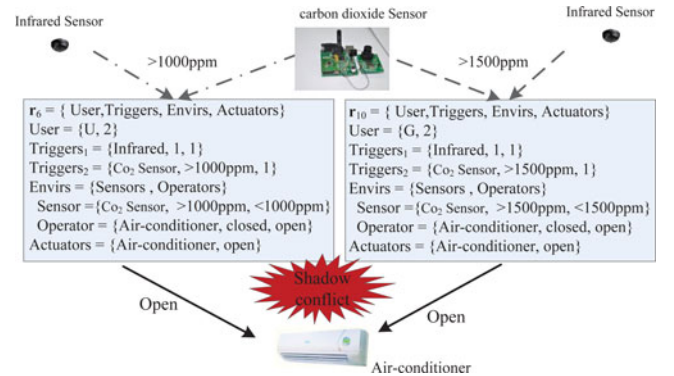 Infrared Sensor
carbon dioxide Sensor
Infrared Sensor
>1000ppm
>1500ppm
r₆ = { User,Triggers, Envirs, Actuators}
User = {U, 2}
Triggers₁ = {Infrared, 1, 1}
Triggers₂ = {Co₂ Sensor, >1000ppm, 1}
Envirs = {Sensors , Operators}
Sensor ={Co₂ Sensor, >1000ppm, <1000ppm}
Operator = {Air-conditioner, closed, open}
Actuators = {Air-conditioner, open}
r₁₀ = { User,Triggers, Envirs, Actuators}
User = {G, 2}
Triggers₁ = {Infrared, 1, 1}
Triggers₂ = {Co₂ Sensor, >1500ppm, 1}
Envirs = {Sensors , Operators}
Sensor ={Co₂ Sensor, >1500ppm, <1500ppm}
Operator = {Air-conditioner, closed, open}
Actuators = {Air-conditioner, open}
Shadow
conflict
Open
Open
Air-conditioner